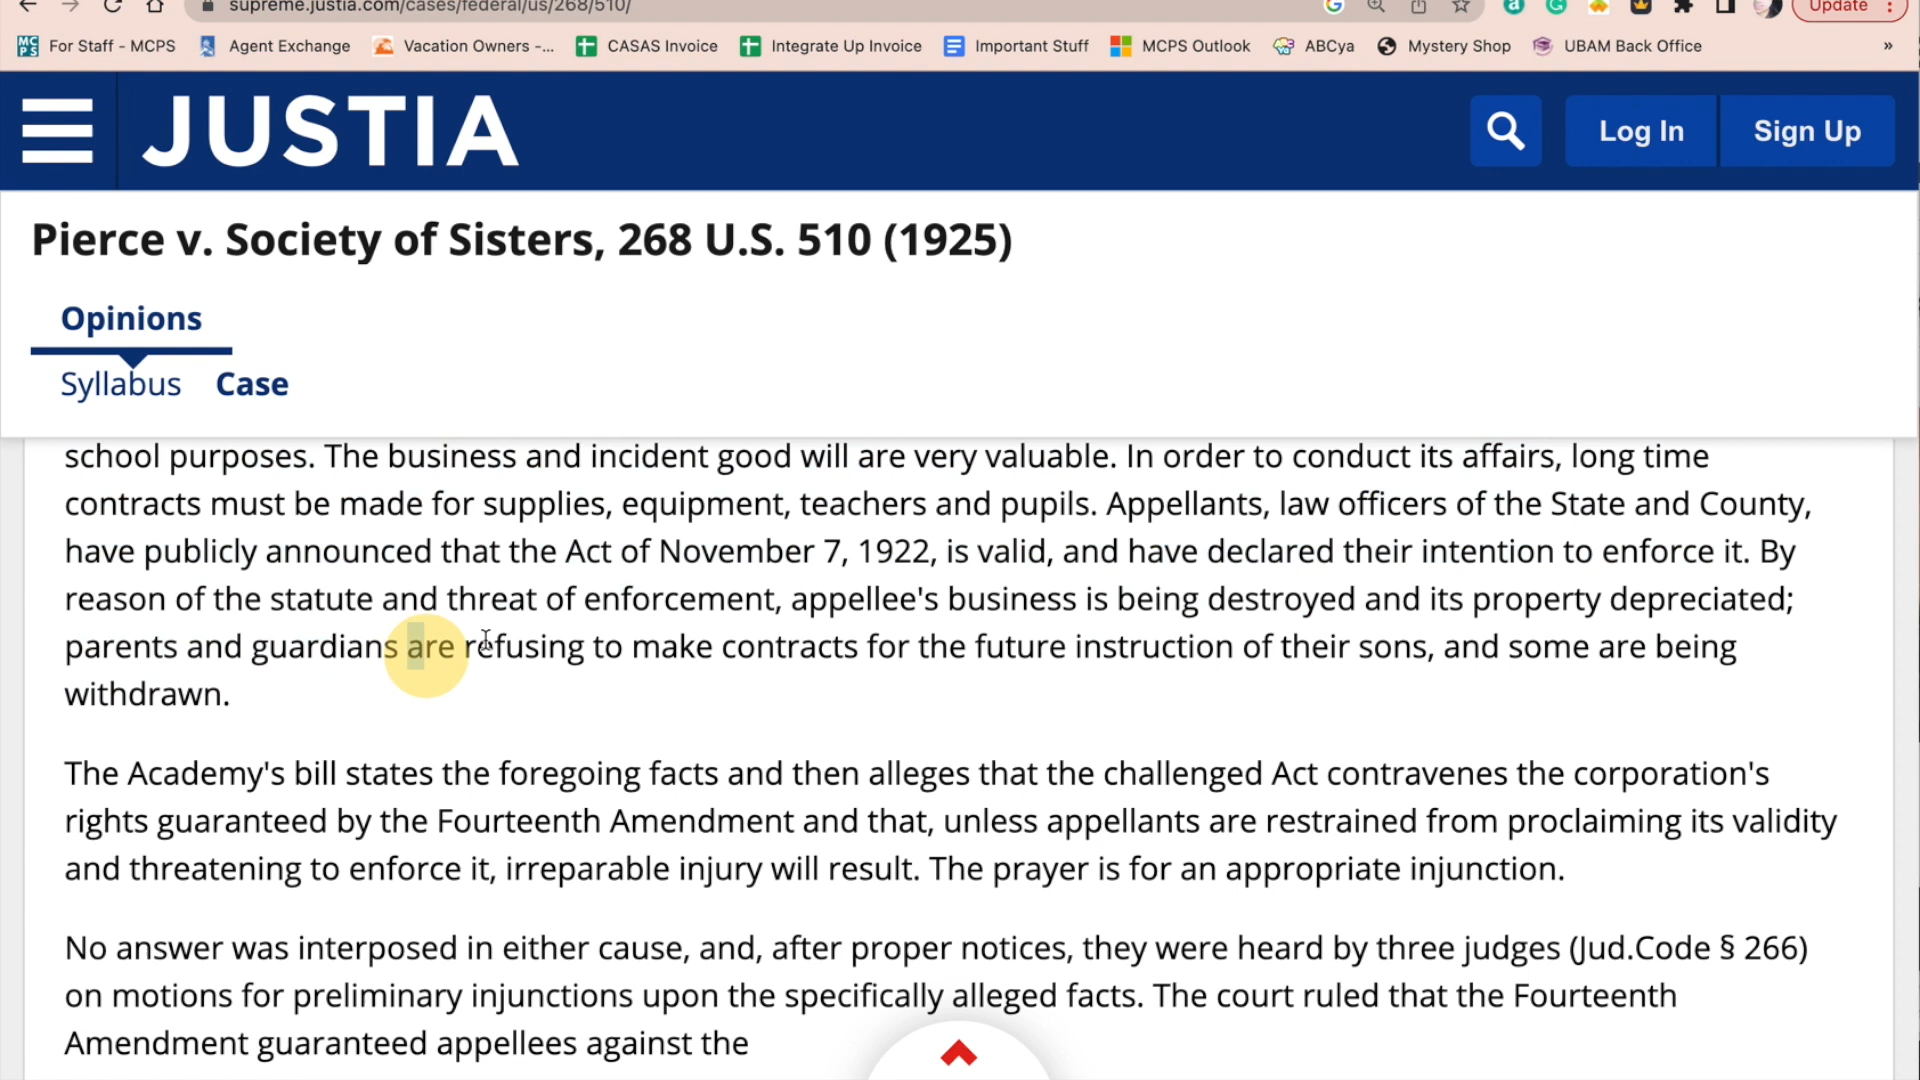 supreme.justia.com/cases/federal/us/268/510/
Update
For Staff - MCPS Agent Exchange Vacation Owners -... CASAS Invoice Integrate Up Invoice Important Stuff MCPS Outlook ABCya Mystery Shop UBAM Back Office »
JUSTIA Log In Sign Up
Pierce v. Society of Sisters, 268 U.S. 510 (1925)
Opinions
Syllabus Case
school purposes. The business and incident good will are very valuable. In order to conduct its affairs, long time
contracts must be made for supplies, equipment, teachers and pupils. Appellants, law officers of the State and County,
have publicly announced that the Act of November 7, 1922, is valid, and have declared their intention to enforce it. By
reason of the statute and threat of enforcement, appellee's business is being destroyed and its property depreciated;
parents and guardians are refusing to make contracts for the future instruction of their sons, and some are being
withdrawn.
The Academy's bill states the foregoing facts and then alleges that the challenged Act contravenes the corporation's
rights guaranteed by the Fourteenth Amendment and that, unless appellants are restrained from proclaiming its validity
and threatening to enforce it, irreparable injury will result. The prayer is for an appropriate injunction.
No answer was interposed in either cause, and, after proper notices, they were heard by three judges (Jud.Code § 266)
on motions for preliminary injunctions upon the specifically alleged facts. The court ruled that the Fourteenth
Amendment guaranteed appellees against the